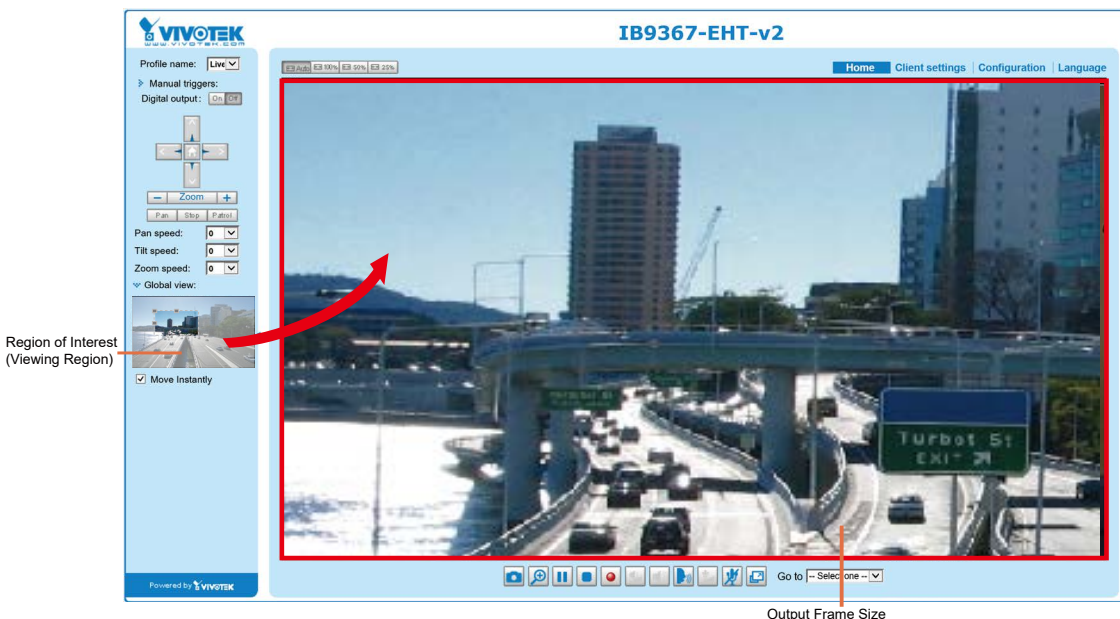 VIVOTEK
www.vivotek.com
IB9367-EHT-v2
Profile name: Live
Manual triggers:
Digital output: On Off
Zoom
Pan Stop Patrol
Pan speed: 0
Tilt speed: 0
Zoom speed: 0
Global view:
Move Instantly
Powered by VIVOTEK
Auto 100% 50% 25%
Home Client settings Configuration Language
Turbot St
EXIT
Go to -- Select one --
Region of Interest
(Viewing Region)
Output Frame Size